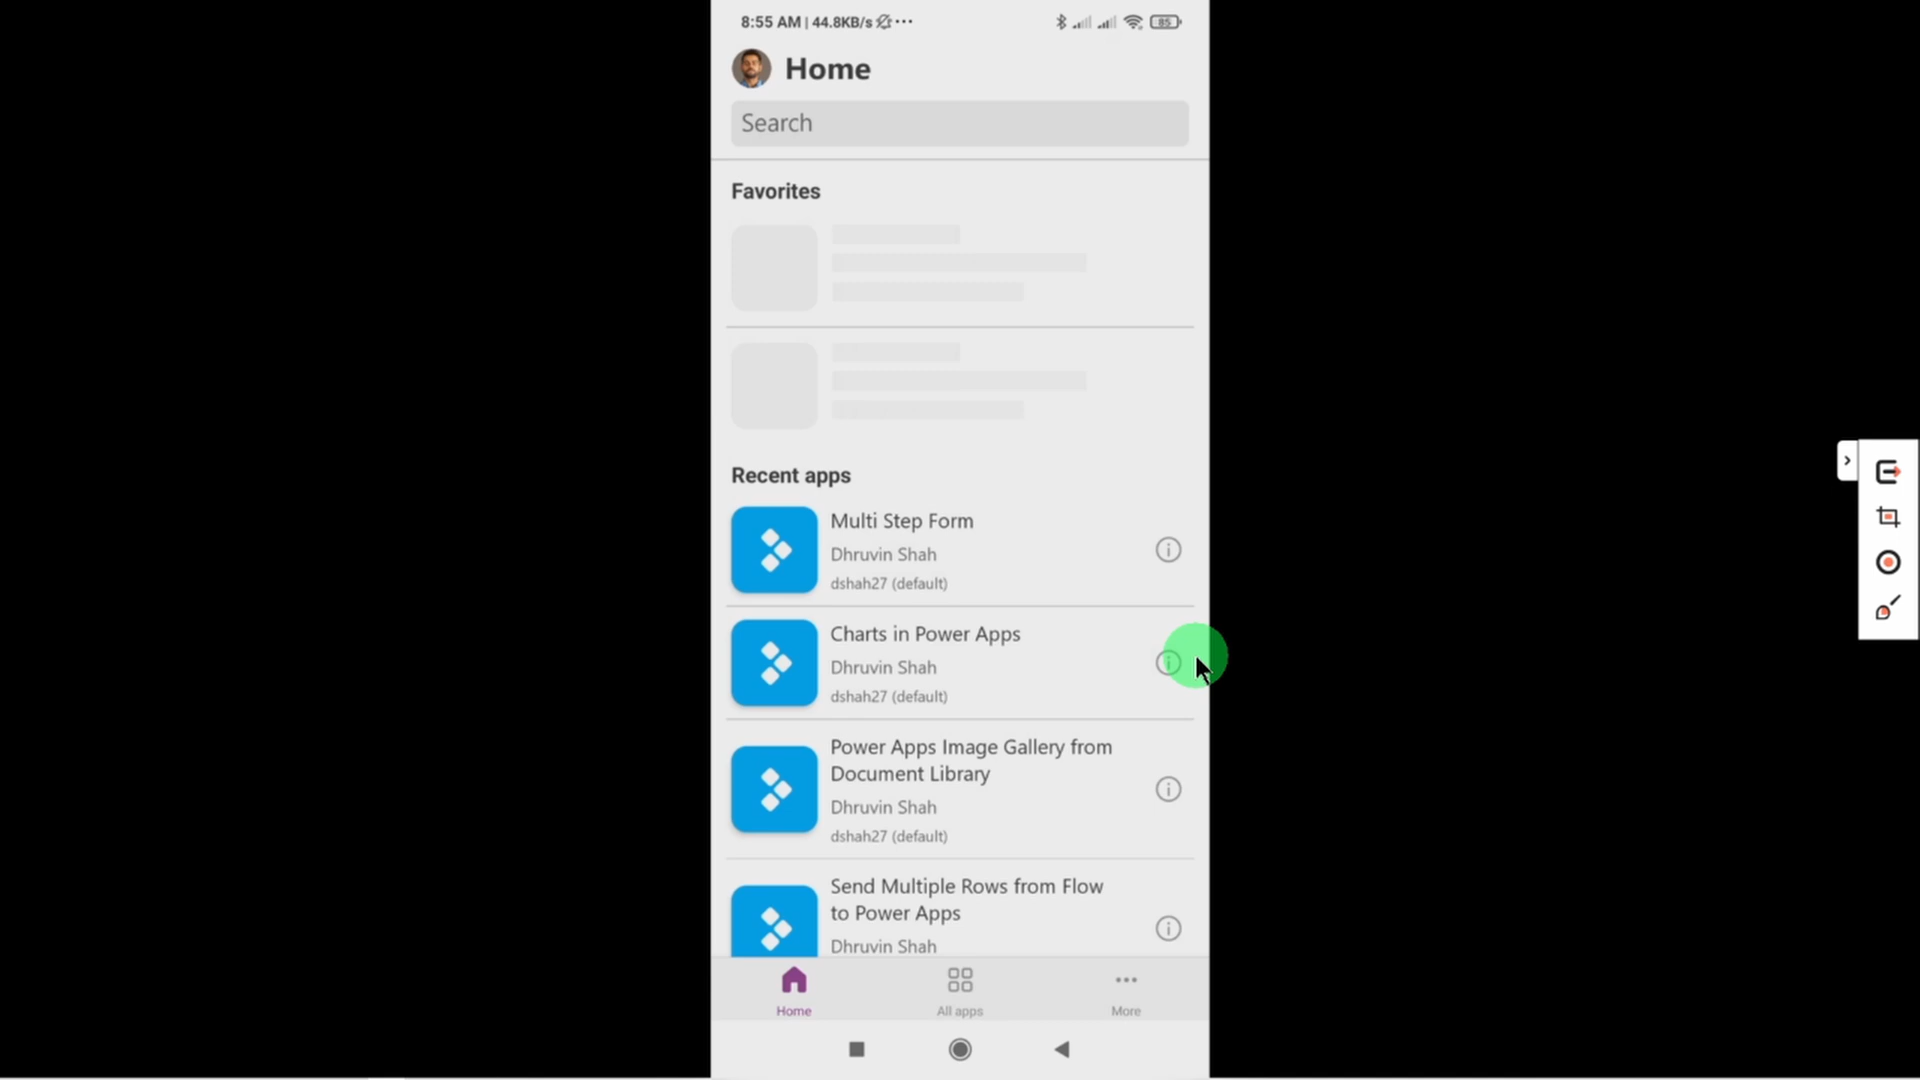 8:55 AM | 44.8KB/s
85
Home
Search
Favorites
Recent apps
Multi Step Form
Dhruvin Shah
dshah27 (default)
Charts in Power Apps
Dhruvin Shah
dshah27 (default)
Power Apps Image Gallery from
Document Library
Dhruvin Shah
dshah27 (default)
Send Multiple Rows from Flow
to Power Apps
Dhruvin Shah
Home
All apps
More